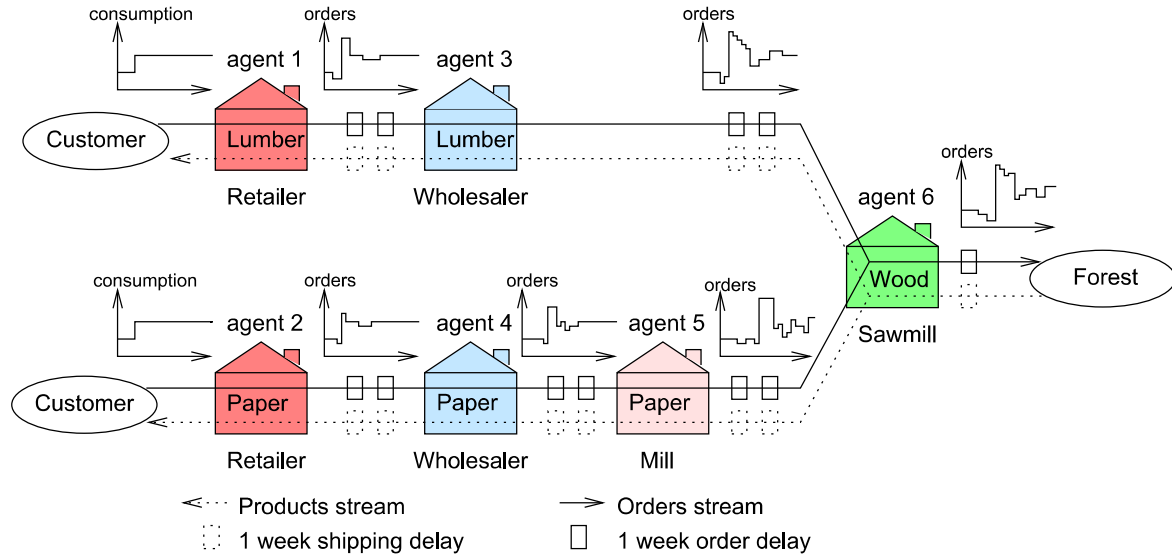 consumption
orders
orders
agent 1
agent 3
Customer
Lumber
Lumber
Retailer
Wholesaler
orders
agent 6
Wood
Forest
Sawmill
consumption
orders
orders
orders
agent 2
agent 4
agent 5
Customer
Paper
Paper
Paper
Retailer
Wholesaler
Mill
Products stream
Orders stream
1 week shipping delay
1 week order delay